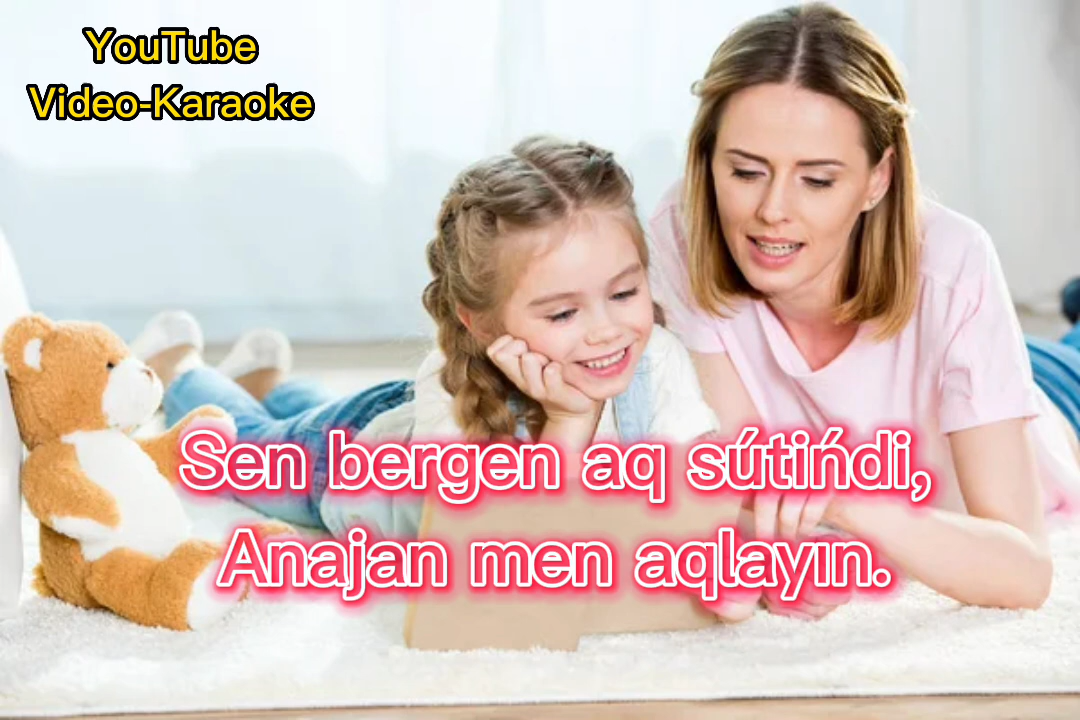 YouTube
Video-Karaoke
Sen bergen aq sútińdi,
Anajan men aqlayın.